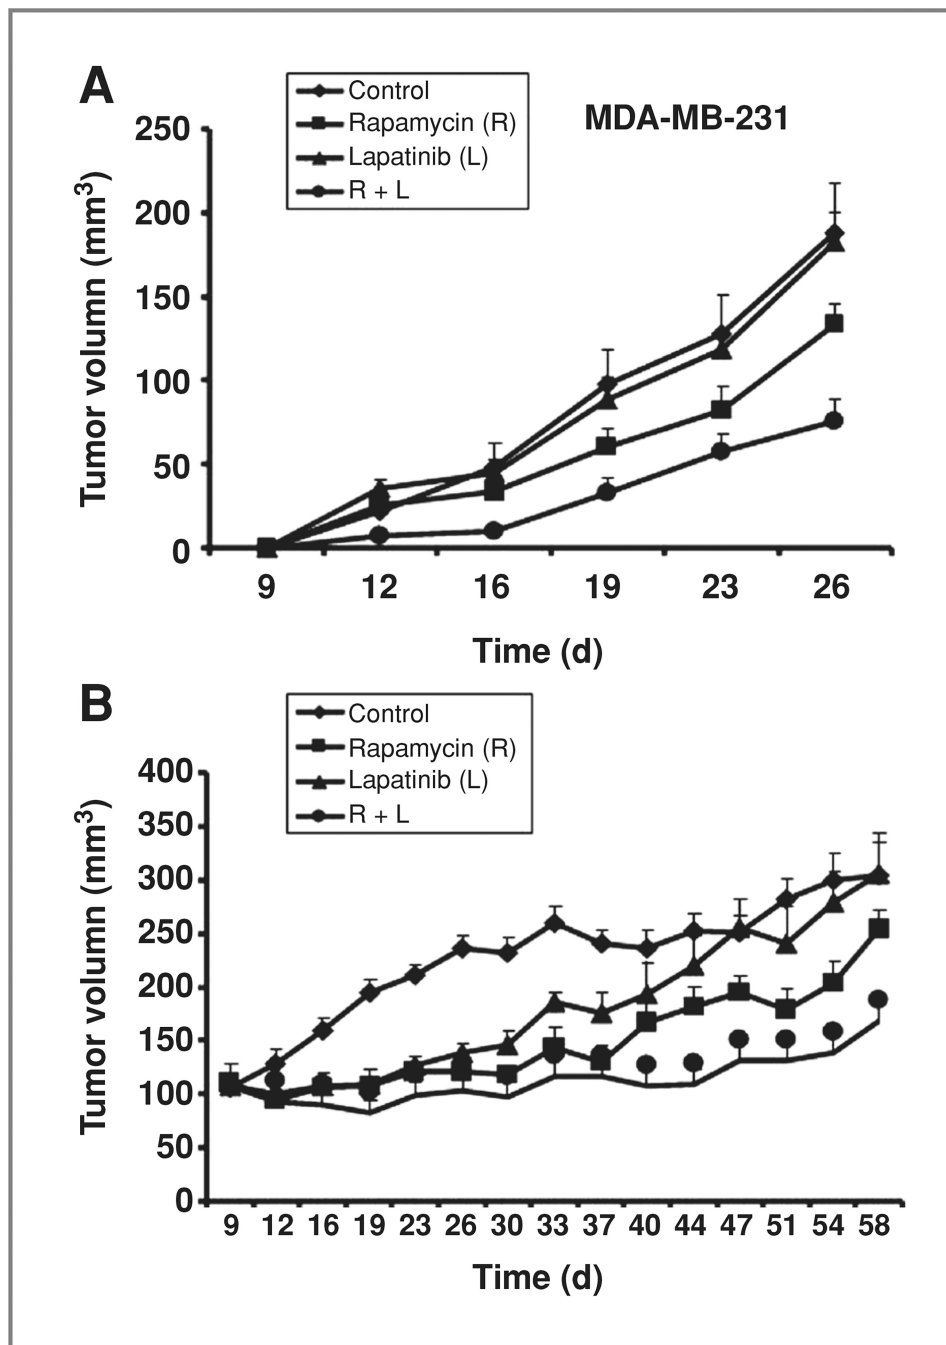 A
Control
Rapamycin (R)
Lapatinib (L)
R + L
MDA-MB-231
Tumor volumn (mm³)
250
200
150
100
50
0
9 12 16 19 23 26
Time (d)
B
Control
Rapamycin (R)
Lapatinib (L)
R + L
Tumor volumn (mm³)
400
350
300
250
200
150
100
50
0
9 12 16 19 23 26 30 33 37 40 44 47 51 54 58
Time (d)